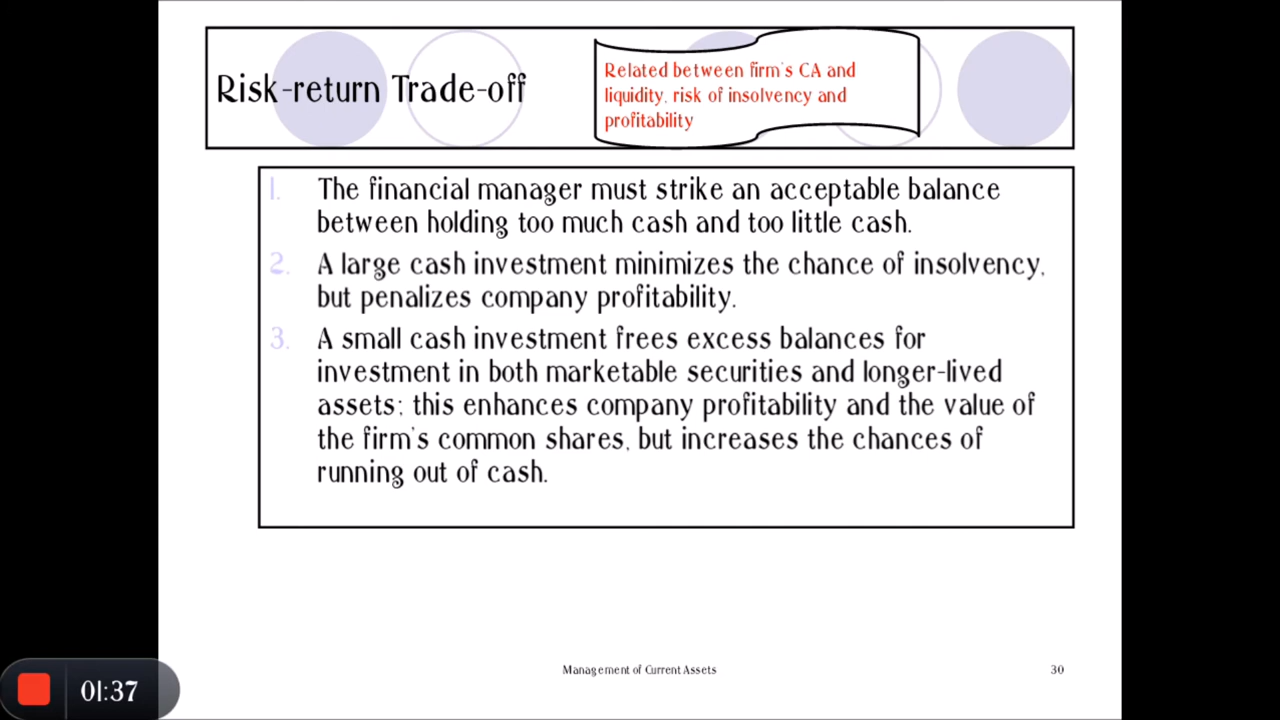 Risk-return Trade-off
Related between firm's CA and
liquidity, risk of insolvency and
profitability
1. The financial manager must strike an acceptable balance
between holding too much cash and too little cash.
2. A large cash investment minimizes the chance of insolvency,
but penalizes company profitability.
3. A small cash investment frees excess balances for
investment in both marketable securities and longer-lived
assets; this enhances company profitability and the value of
the firm's common shares, but increases the chances of
running out of cash.
Management of Current Assets
30
01:37